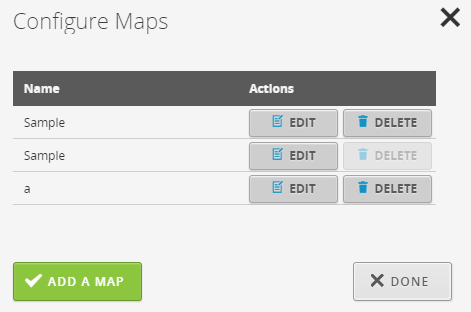 Configure Maps
Name Actions
Sample EDIT DELETE
Sample EDIT DELETE
a EDIT DELETE
ADD A MAP DONE